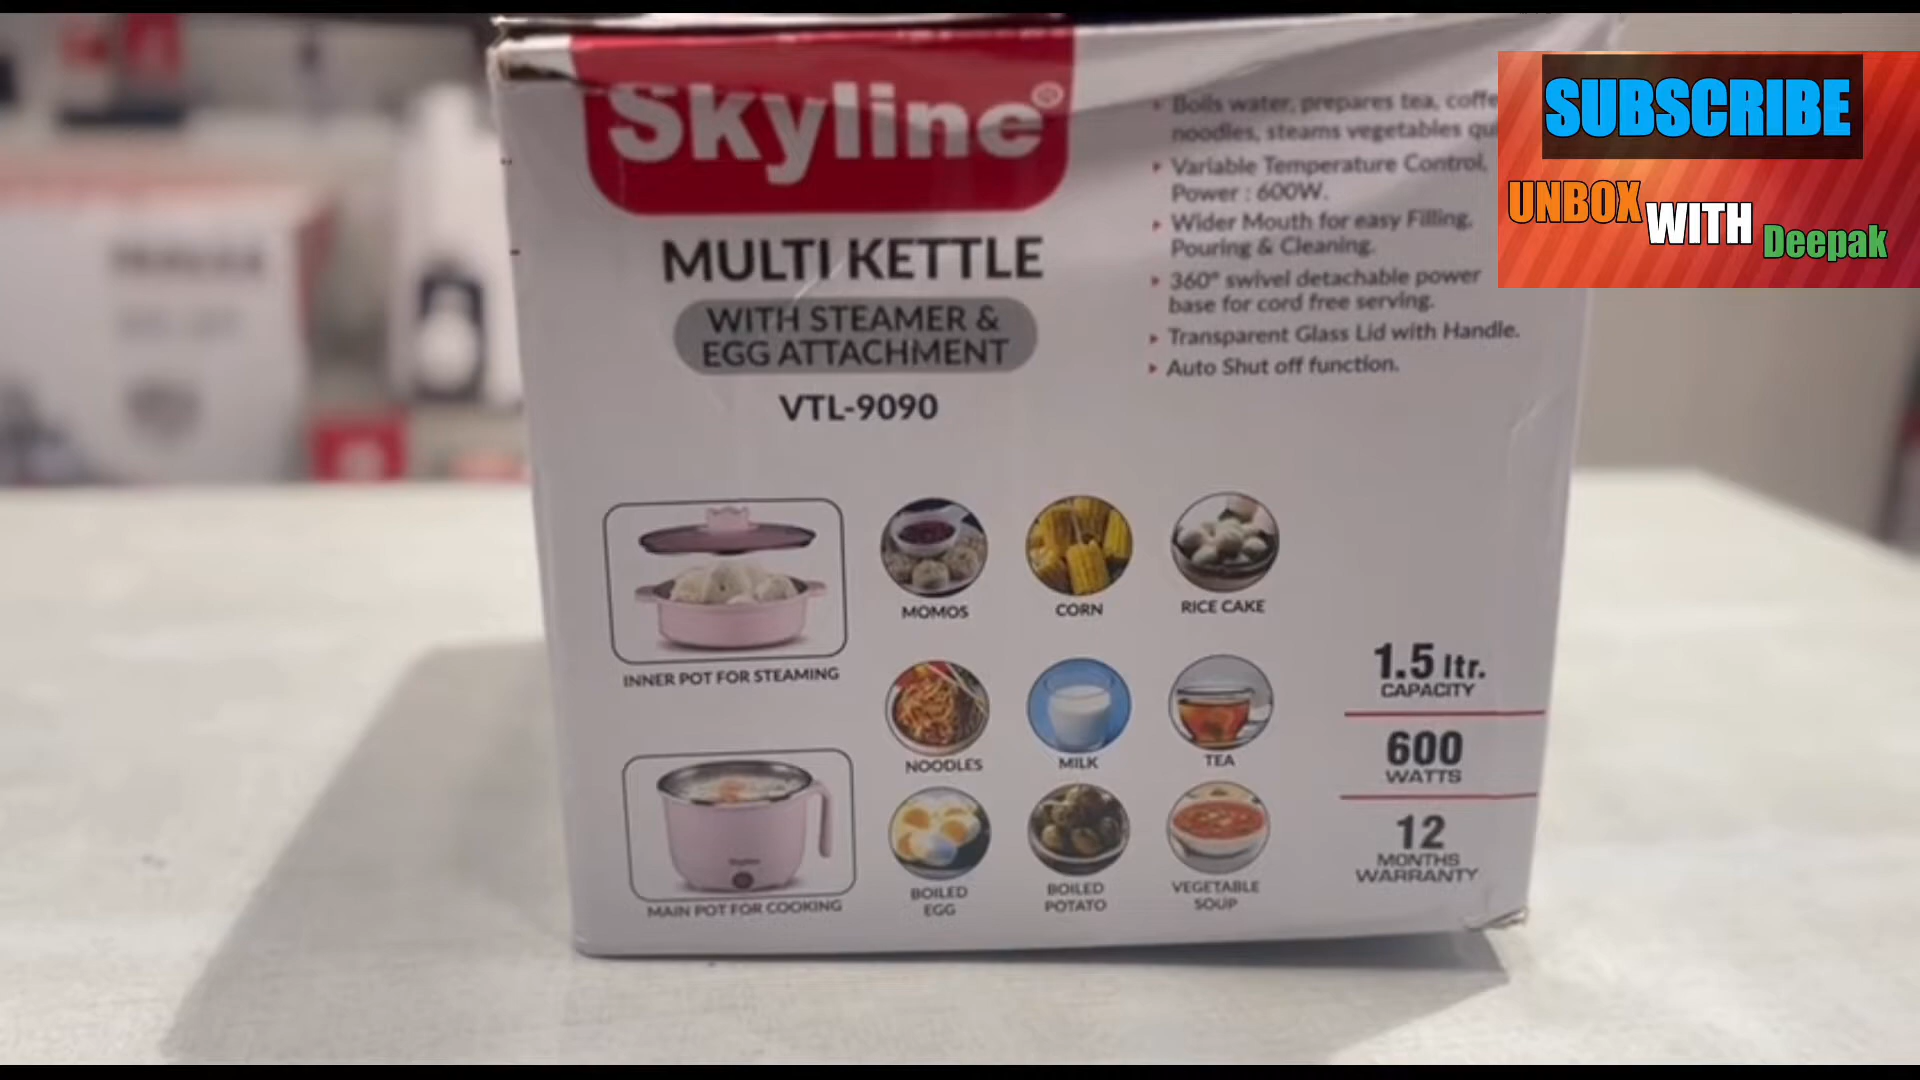 Skyline®
MULTI KETTLE
WITH STEAMER &
EGG ATTACHMENT
VTL-9090
▸ Boils water, prepares tea, coffe
noodles, steams vegetables qui
▸ Variable Temperature Control,
Power : 600W.
▸ Wider Mouth for easy Filling,
Pouring & Cleaning.
▸ 360° swivel detachable power
base for cord free serving.
▸ Transparent Glass Lid with Handle.
▸ Auto Shut off function.
SUBSCRIBE
UNBOX WITH Deepak
INNER POT FOR STEAMING
MOMOS
CORN
RICE CAKE
NOODLES
MILK
TEA
MAIN POT FOR COOKING
BOILED
EGG
BOILED
POTATO
VEGETABLE
SOUP
1.5 ltr.
CAPACITY
600
WATTS
12
MONTHS
WARRANTY